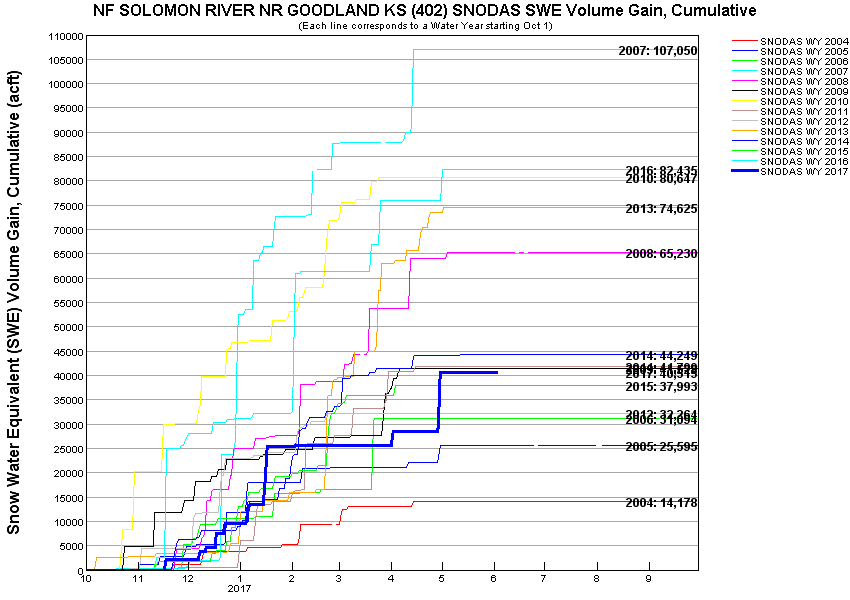 NF SOLOMON RIVER NR GOODLAND KS (402) SNODAS SWE Volume Gain, Cumulative
(Each line corresponds to a Water Year starting Oct 1)
Snow Water Equivalent (SWE) Volume Gain, Cumulative (acft)
110000
105000
100000
95000
90000
85000
80000
75000
70000
65000
60000
55000
50000
45000
40000
35000
30000
25000
20000
15000
10000
5000
0
2007: 107,050
2016: 82,435
2010: 80,647
2013: 74,625
2008: 65,230
2014: 44,249
2015: 37,993
2012: 32,264
2006: 31,094
2005: 25,595
2004: 14,178
10 11 12 1 2 3 4 5 6 7 8 9
2017
SNODAS WY 2004
SNODAS WY 2005
SNODAS WY 2006
SNODAS WY 2007
SNODAS WY 2008
SNODAS WY 2009
SNODAS WY 2010
SNODAS WY 2011
SNODAS WY 2012
SNODAS WY 2013
SNODAS WY 2014
SNODAS WY 2015
SNODAS WY 2016
SNODAS WY 2017